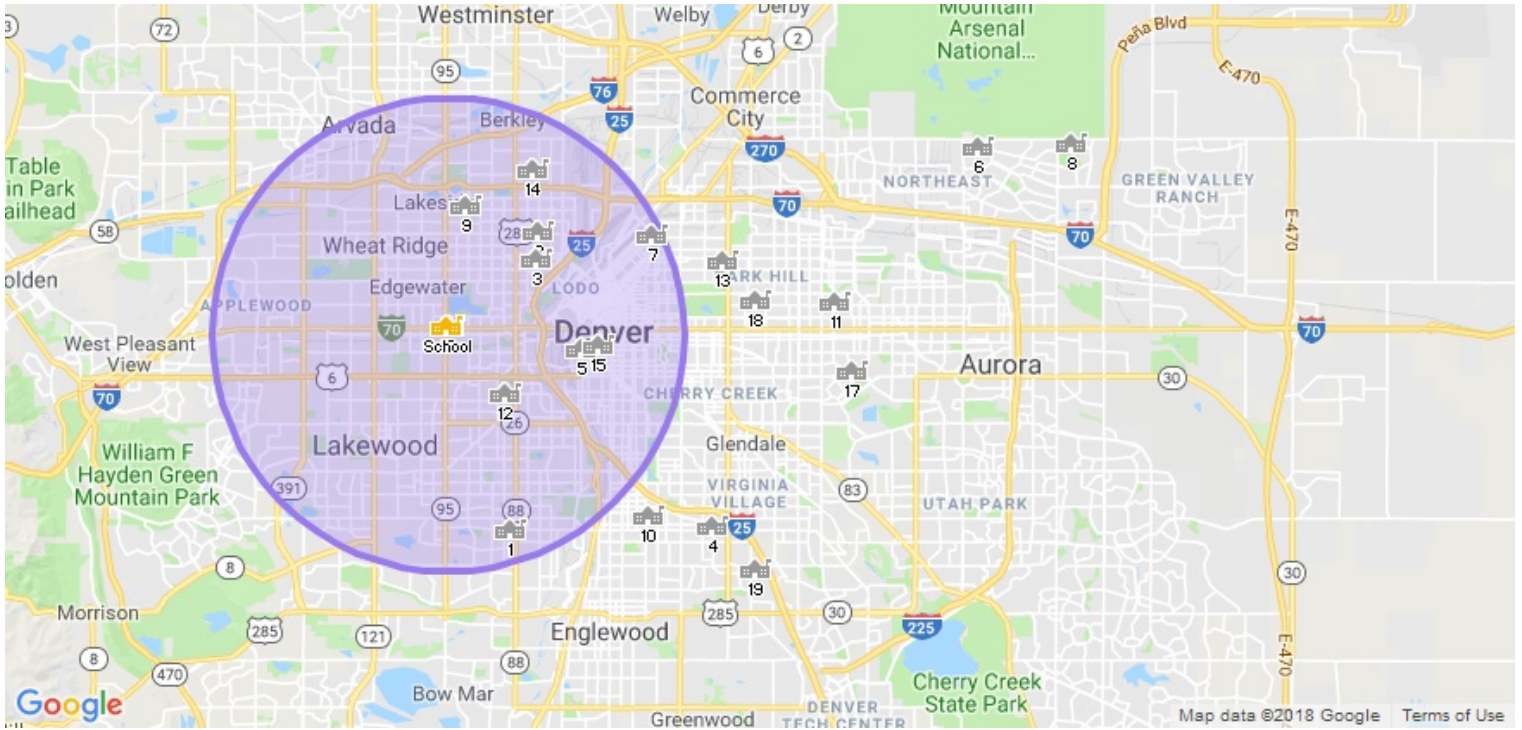 Westminster
Welby
Derby
Mountain
Arsenal
National...
Peña Blvd
E-470
3
72
95
6
2
76
25
Commerce
City
Arvada
Berkley
270
6
8
Table
in Park
ailhead
14
NORTHEAST
GREEN VALLEY
RANCH
Lakes
9
70
70
E-470
58
Wheat Ridge
28
25
7
3
13
ARK HILL
olden
Edgewater
LODO
APPLEWOOD
18
11
70
Denver
70
West Pleasant
View
School
5
15
Aurora
6
17
30
70
CHERRY CREEK
12
26
Lakewood
Glendale
William F
Hayden Green
Mountain Park
391
VIRGINIA
VILLAGE
83
UTAH PARK
95
88
10
4
25
1
8
19
30
Morrison
285
30
285
121
Englewood
225
E-470
8
88
470
Bow Mar
Cherry Creek
State Park
Google
Greenwood
DENVER
TECH CENTER
Map data ©2018 Google
Terms of Use